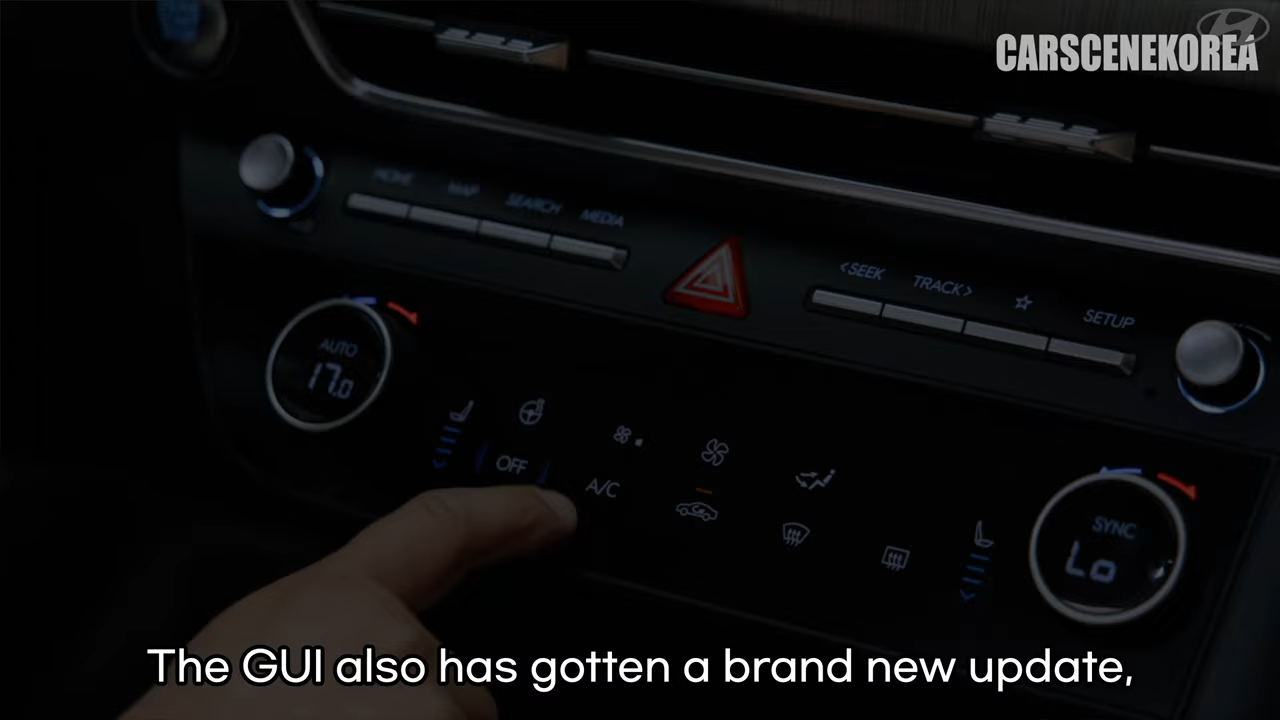 CARSCENEKOREA
HOME
MAP
SEARCH
MEDIA
<SEEK
TRACK>
SETUP
AUTO
17.0
OFF
A/C
SYNC
Lo
The GUI also has gotten a brand new update,